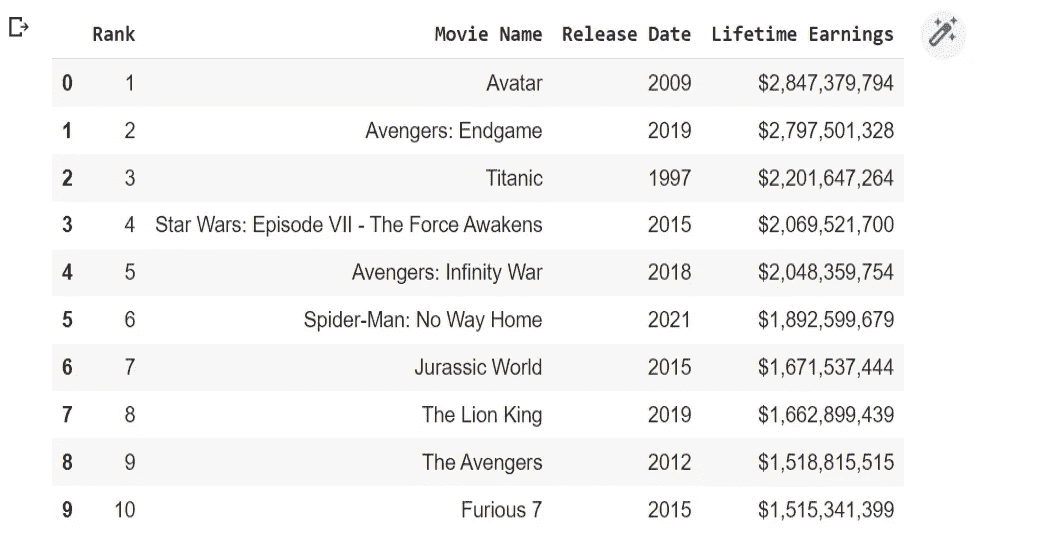 Rank Movie Name Release Date Lifetime Earnings
0 1 Avatar 2009 $2,847,379,794
1 2 Avengers: Endgame 2019 $2,797,501,328
2 3 Titanic 1997 $2,201,647,264
3 4 Star Wars: Episode VII - The Force Awakens 2015 $2,069,521,700
4 5 Avengers: Infinity War 2018 $2,048,359,754
5 6 Spider-Man: No Way Home 2021 $1,892,599,679
6 7 Jurassic World 2015 $1,671,537,444
7 8 The Lion King 2019 $1,662,899,439
8 9 The Avengers 2012 $1,518,815,515
9 10 Furious 7 2015 $1,515,341,399